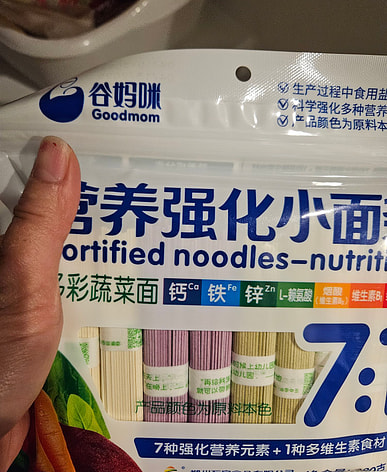 谷妈咪
Goodmom
生产过程中食用盐
科学强化多种营养
产品颜色为原料本
营养强化小面
ortified noodles-nutriti
多彩蔬菜面
钙Ca 铁Fe 锌Zn L-赖氨酸 烟酸 维生素B
7:
产品颜色为原料本色
7种强化营养元素+1种多维生素食材